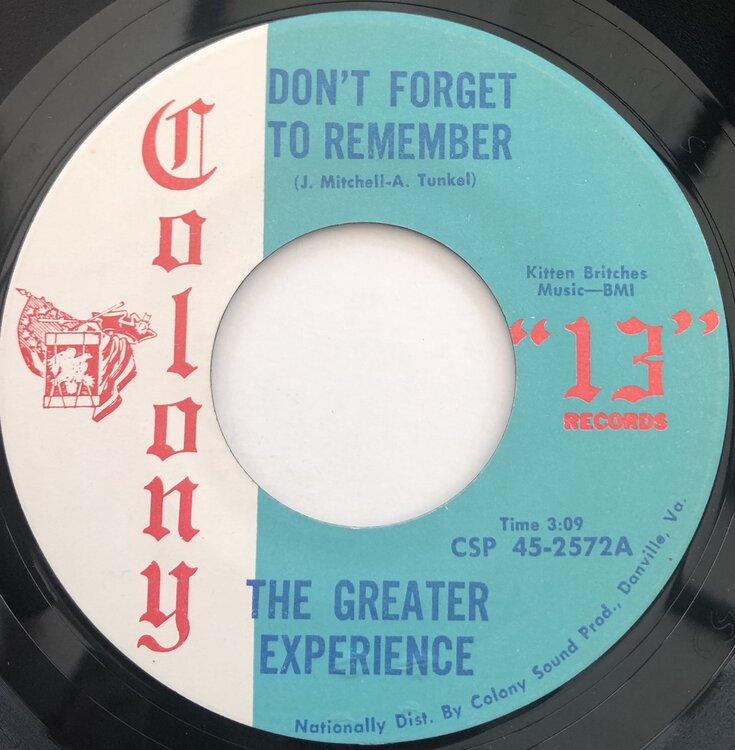 DON'T FORGET
TO REMEMBER
(J. Mitchell-A. Tunkel)
Colony
Kitten Britches
Music—BMI
"13"
RECORDS
Time 3:09
CSP 45-2572A
THE GREATER
EXPERIENCE
Nationally Dist. By Colony Sound Prod., Danville, Va.